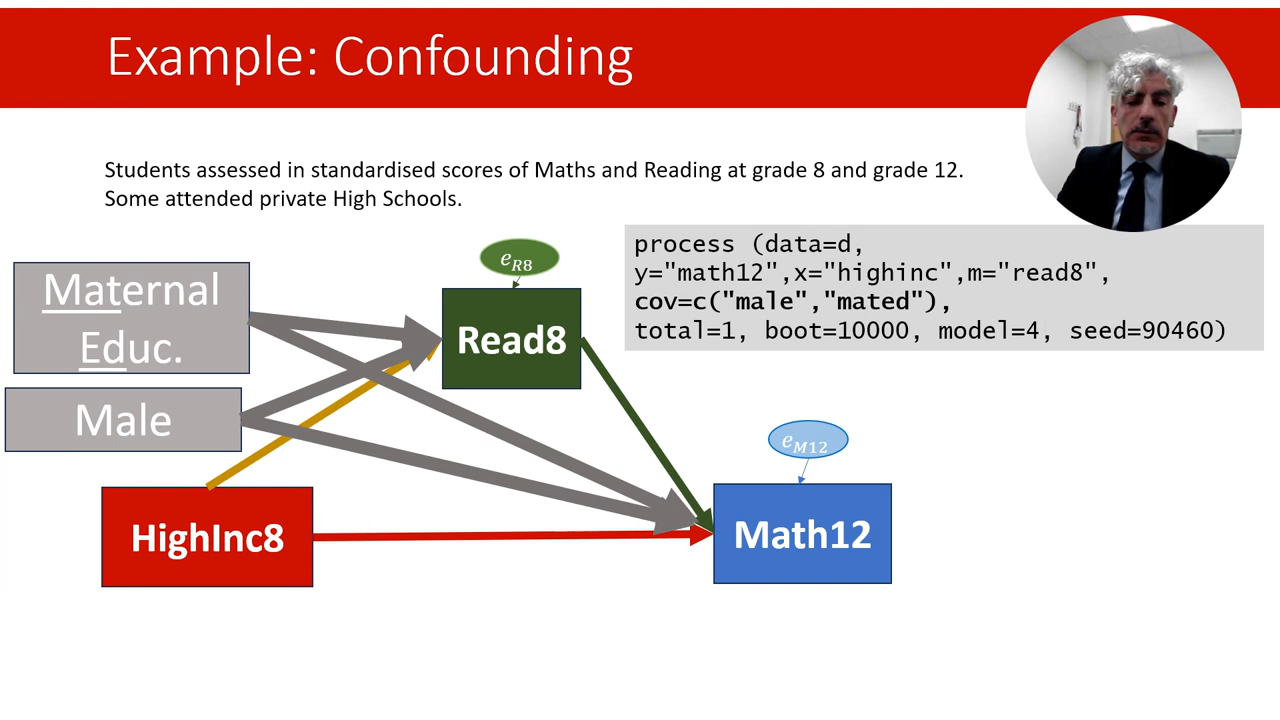 Example: Confounding
Students assessed in standardised scores of Maths and Reading at grade 8 and grade 12.
Some attended private High Schools.
process (data=d,
y="math12",x="highinc",m="read8",
cov=c("male","mated"),
total=1, boot=10000, model=4, seed=90460)
Maternal
Educ.
Male
HighInc8
eR8
Read8
eM12
Math12